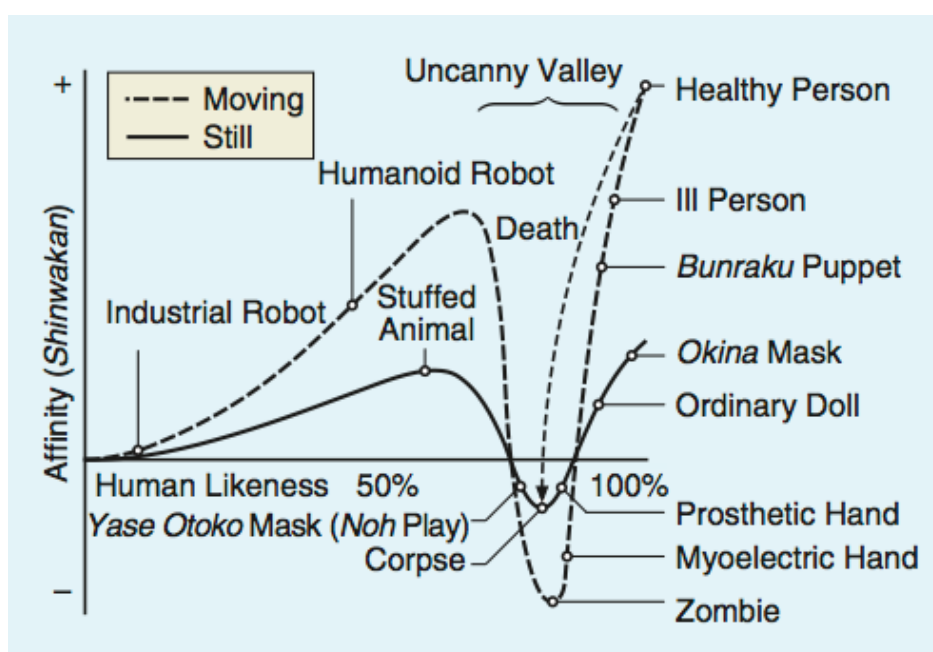 +
Moving
Still
Uncanny Valley
Healthy Person
Humanoid Robot
Ill Person
Death
Bunraku Puppet
Industrial Robot
Stuffed
Animal
Okina Mask
Ordinary Doll
Affinity (Shinwakan)
Human Likeness 50% 100%
Yase Otoko Mask (Noh Play)
Prosthetic Hand
Corpse
Myoelectric Hand
–
Zombie